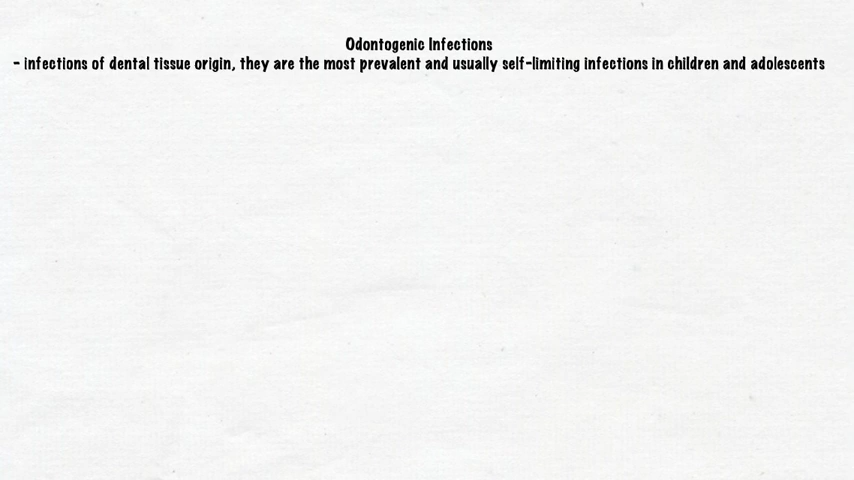 Odontogenic Infections
- infections of dental tissue origin, they are the most prevalent and usually self-limiting infections in children and adolescents